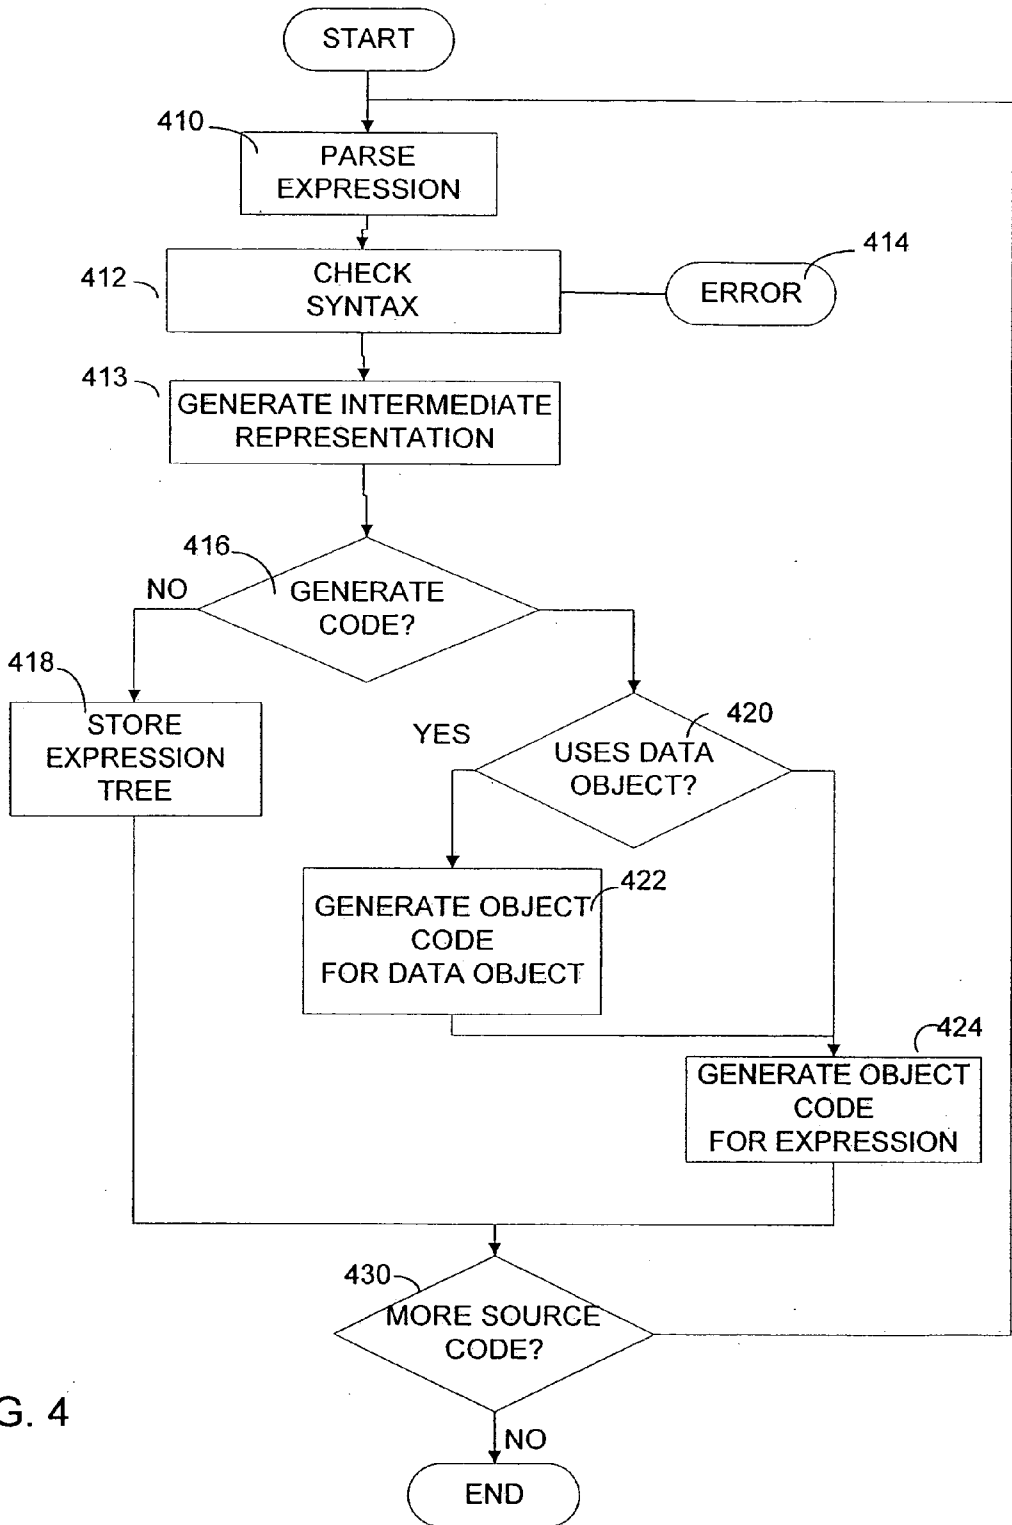 START
410
PARSE
EXPRESSION
412
CHECK
SYNTAX
414
ERROR
413
GENERATE INTERMEDIATE
REPRESENTATION
416
GENERATE
CODE?
NO
418
STORE
EXPRESSION
TREE
YES
420
USES DATA
OBJECT?
422
GENERATE OBJECT
CODE
FOR DATA OBJECT
424
GENERATE OBJECT
CODE
FOR EXPRESSION
430
MORE SOURCE
CODE?
G. 4
NO
END